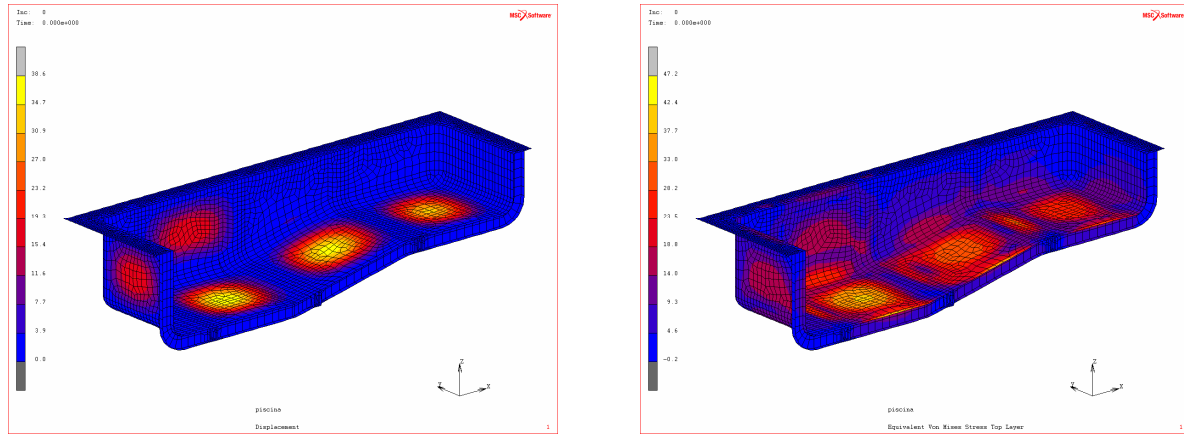 Inc: 0
Time: 0.000e+000
MSC Software
38.6
34.7
30.9
27.0
23.2
19.3
15.4
11.6
7.7
3.9
0.0
Z
Y
X
piscina
Displacement
1
Inc: 0
Time: 0.000e+000
MSC Software
47.2
42.4
37.7
33.0
28.2
23.5
18.8
14.0
9.3
4.6
-0.2
Z
Y
X
piscina
Equivalent Von Mises Stress Top Layer
1